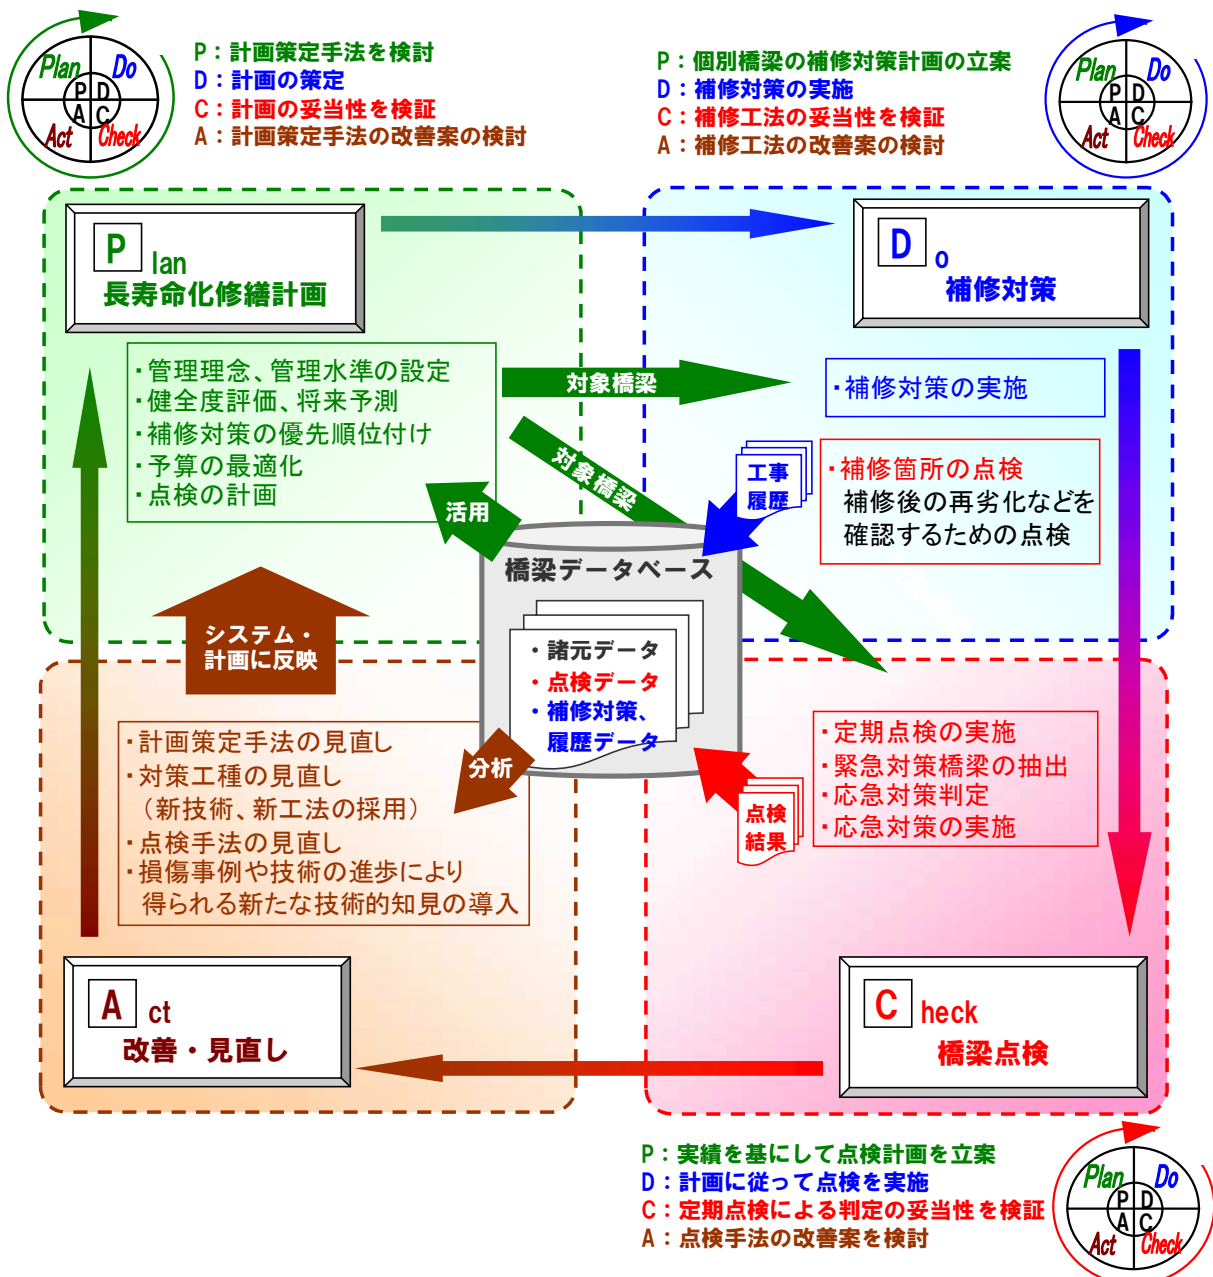 Plan
Do
P
D
A
C
Act
Check
P：計画策定手法を検討
D：計画の策定
C：計画の妥当性を検証
A：計画策定手法の改善案の検討
P：個別橋梁の補修対策計画の立案
D：補修対策の実施
C：補修工法の妥当性を検証
A：補修工法の改善案の検討
Plan
Do
P
D
A
C
Act
Check
Plan
長寿命化修繕計画
Do
補修対策
・管理理念、管理水準の設定
・健全度評価、将来予測
・補修対策の優先順位付け
・予算の最適化
・点検の計画
対象橋梁
対象橋梁
・補修対策の実施
・補修箇所の点検
補修後の再劣化などを
確認するための点検
工事
履歴
活用
橋梁データベース
・諸元データ
・点検データ
・補修対策、
履歴データ
システム・
計画に反映
分析
点検
結果
・計画策定手法の見直し
・対策工種の見直し
（新技術、新工法の採用）
・点検手法の見直し
・損傷事例や技術の進歩により
得られる新たな技術的知見の導入
・定期点検の実施
・緊急対策橋梁の抽出
・応急対策判定
・応急対策の実施
Act
改善・見直し
Check
橋梁点検
P：実績を基にして点検計画を立案
D：計画に従って点検を実施
C：定期点検による判定の妥当性を検証
A：点検手法の改善案を検討
Plan
Do
P
D
A
C
Act
Check